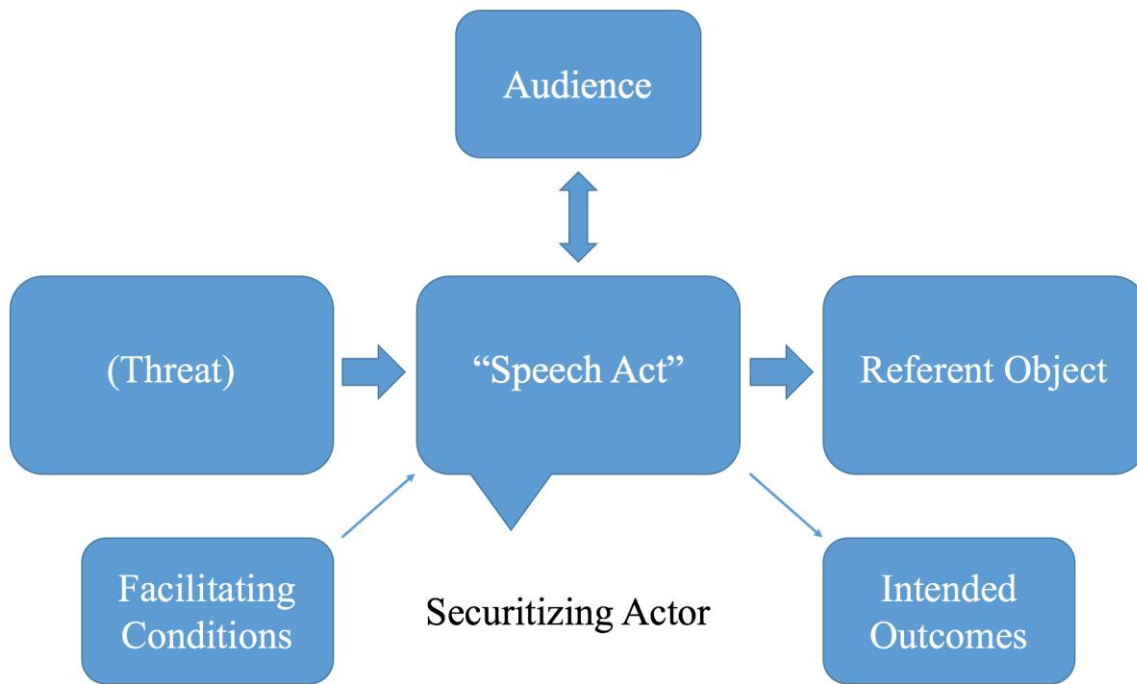 Audience
(Threat)
“Speech Act”
Referent Object
Facilitating
Conditions
Securitizing Actor
Intended
Outcomes